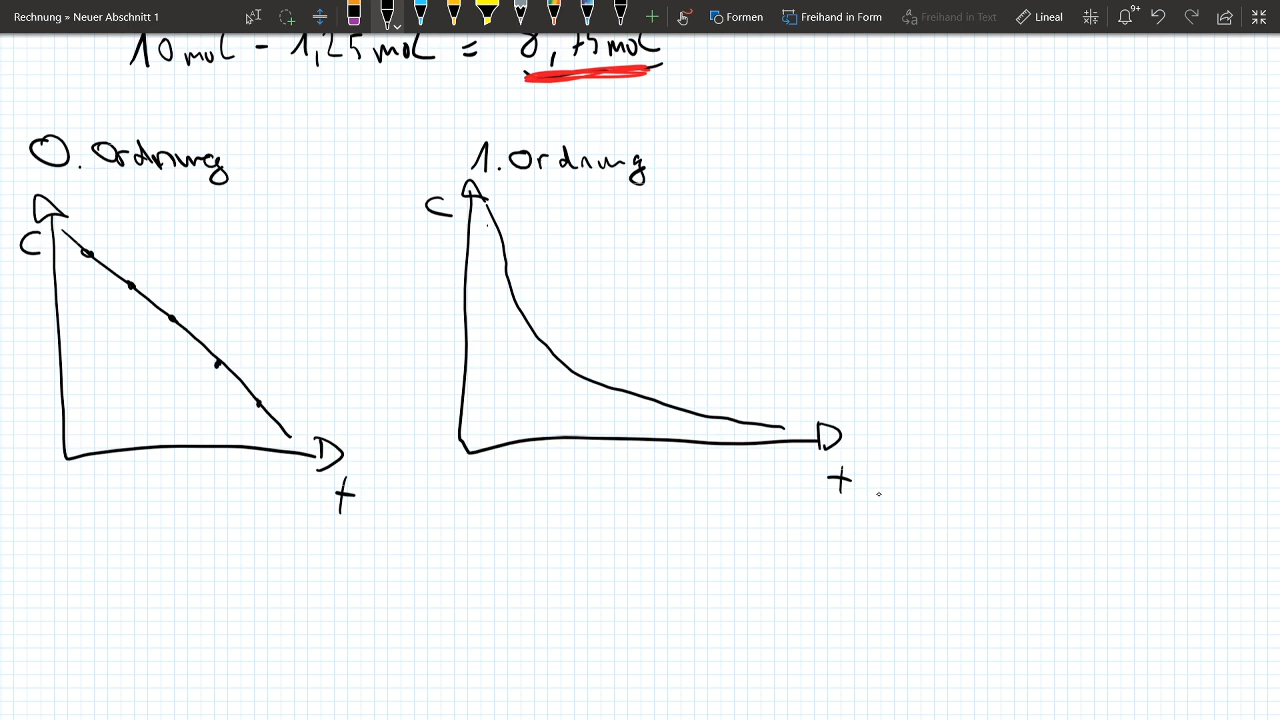 Rechnung » Neuer Abschnitt 1
Formen
Freihand in Form
Freihand in Text
Lineal
9+
10 mol - 1,25 mol = 8,75 mol
0. Ordnung
1. Ordnung
C
C
t
t